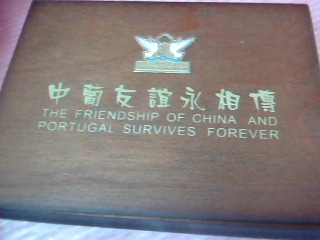 中葡友誼永相傳
THE FRIENDSHIP OF CHINA AND
PORTUGAL SURVIVES FOREVER